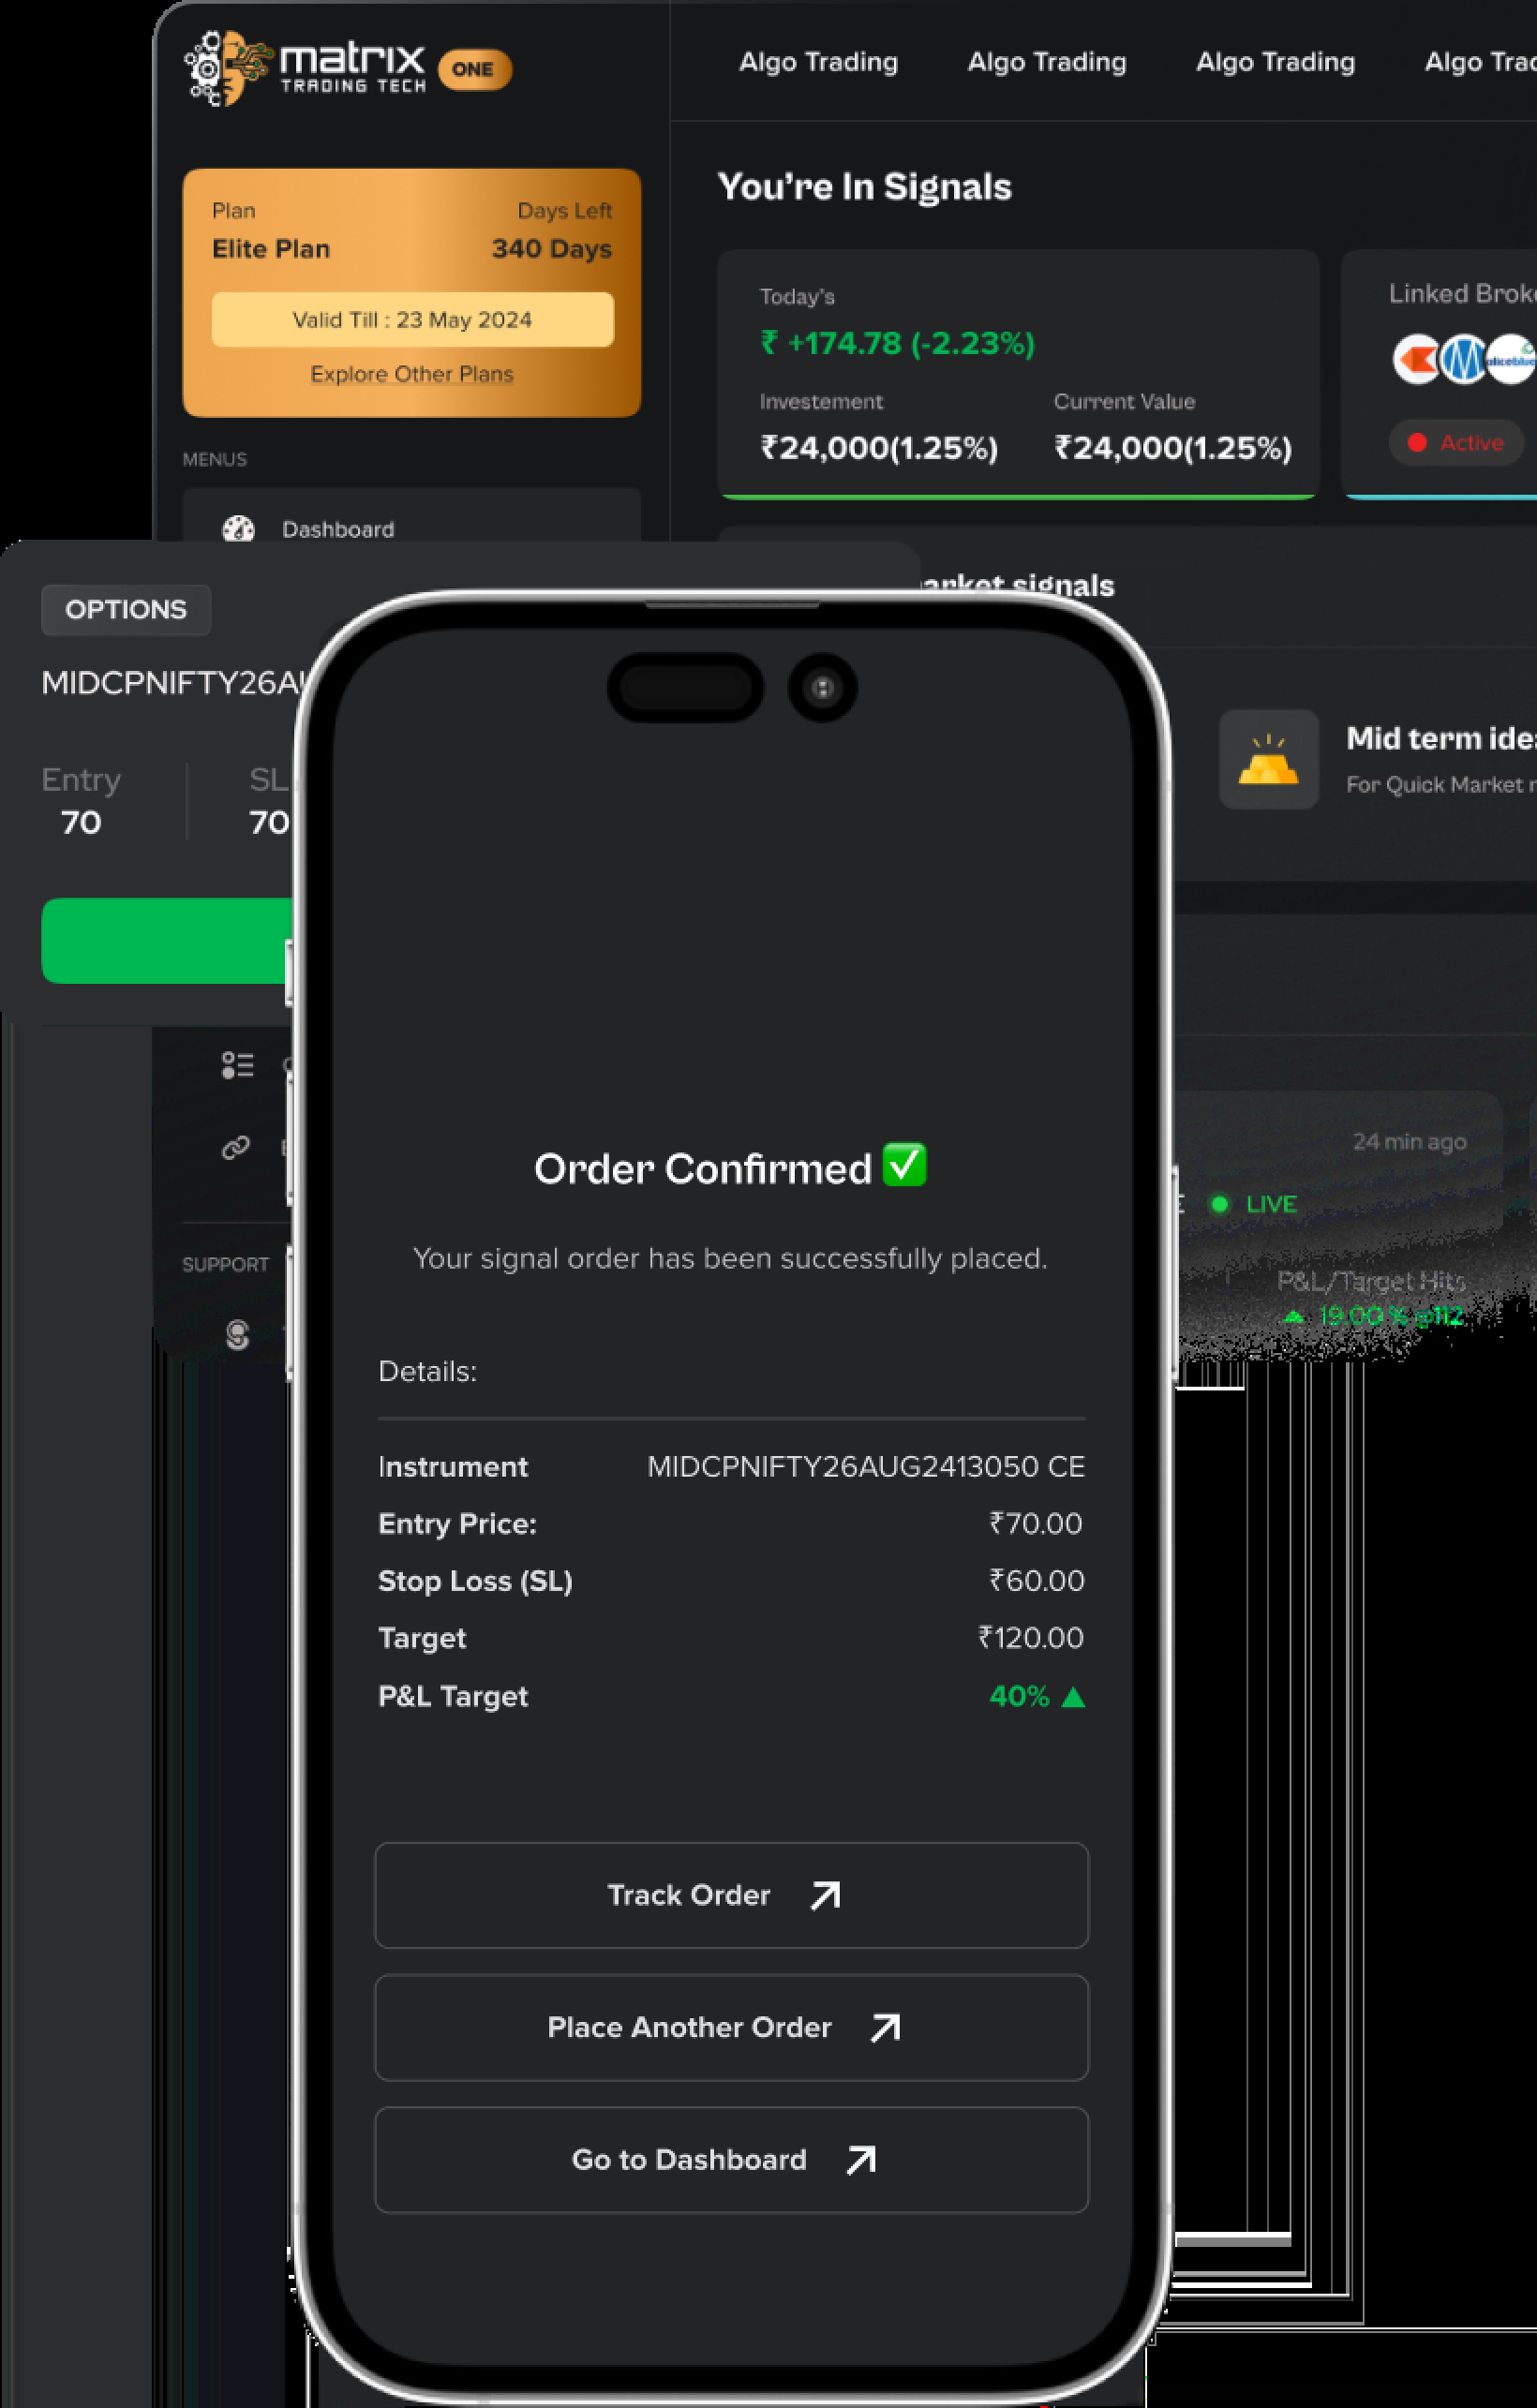 matrix
TRADING TECH
ONE
Algo Trading Algo Trading Algo Trading Algo
Plan Days Left
Elite Plan 340 Days
Valid Till : 23 May 2024
Explore Other Plans
MENUS
Dashboard
You're In Signals
Today's
₹ +174.78 (-2.23%)
Investement Current Value
₹24,000(1.25%) ₹24,000(1.25%)
Linked
aliceblue
Active
signals
Mid term
For Quick Market
OPTIONS
MIDCPNIFTY26AU
Entry SL
70 70
SUPPORT
24 min ago
LIVE
P&L/Target Hits
19.00 % @112
Order Confirmed ✅
Your signal order has been successfully placed.
Details:
Instrument MIDCPNIFTY26AUG2413050 CE
Entry Price: ₹70.00
Stop Loss (SL) ₹60.00
Target ₹120.00
P&L Target 40% ▲
Track Order
Place Another Order
Go to Dashboard